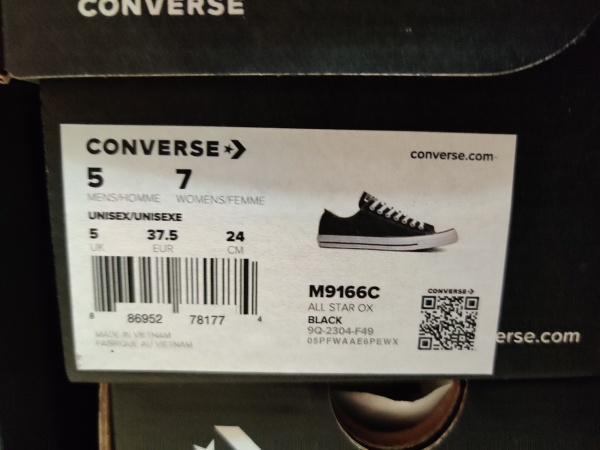 CONVERSE
CONVERSE
converse.com
5 7
MENS/HOMME WOMENS/FEMME
UNISEX/UNISEXE
5 37.5 24
UK EUR CM
8 86952 78177 4
MADE IN VIETNAM
FABRIQUE AU VIETNAM
M9166C
ALL STAR OX
BLACK
9Q-2304-F49
05PFWAAE6PEWX
CONVERSE
erse.com